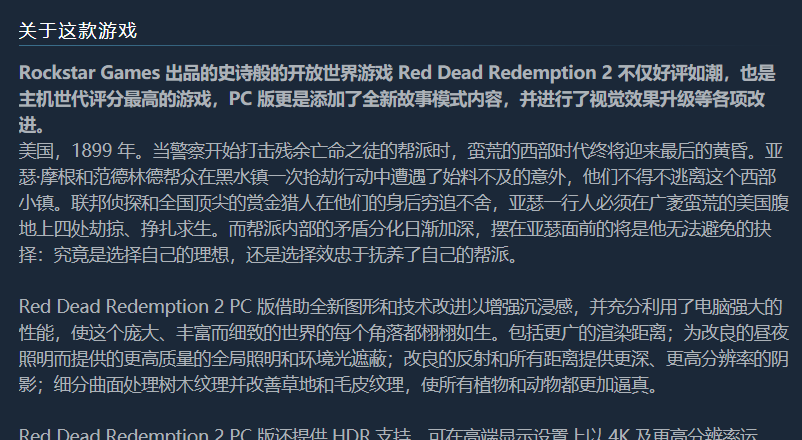 关于这款游戏
Rockstar Games 出品的史诗般的开放世界游戏 Red Dead Redemption 2 不仅好评如潮，也是
主机世代评分最高的游戏，PC 版更是添加了全新故事模式内容，并进行了视觉效果升级等各项改
进。
美国，1899 年。当警察开始打击残余亡命之徒的帮派时，蛮荒的西部时代终将迎来最后的黄昏。亚
瑟·摩根和范德林德帮众在黑水镇一次抢劫行动中遭遇了始料不及的意外，他们不得不逃离这个西部
小镇。联邦侦探和全国顶尖的赏金猎人在他们的身后穷追不舍，亚瑟一行人必须在广袤蛮荒的美国腹
地上四处劫掠、挣扎求生。而帮派内部的矛盾分化日渐加深，摆在亚瑟面前的将是他无法避免的抉
择：究竟是选择自己的理想，还是选择效忠于抚养了自己的帮派。
Red Dead Redemption 2 PC 版借助全新图形和技术改进以增强沉浸感，并充分利用了电脑强大的
性能，使这个庞大、丰富而细致的世界的每个角落都栩栩如生。包括更广的渲染距离；为改良的昼夜
照明而提供的更高质量的全局照明和环境光遮蔽；改良的反射和所有距离提供更深、更高分辨率的阴
影；细分曲面处理树木纹理并改善草地和毛皮纹理，使所有植物和动物都更加逼真。
Red Dead Redemption 2 PC 版还提供 HDR 支持，可在高端显示设置上以 4K 及更高分辨率运